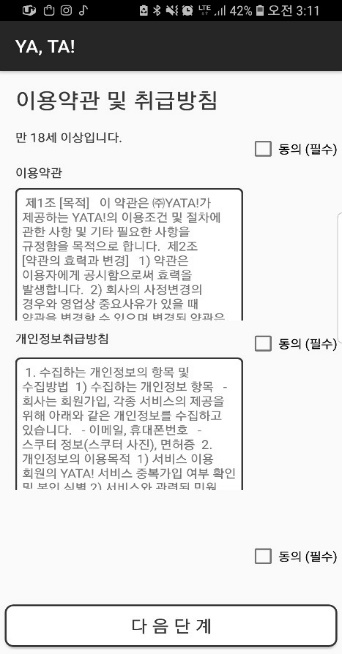 LTE 42% 오전 3:11
YA, TA!
이용약관 및 취급방침
만 18세 이상입니다.
동의 (필수)
이용약관
제1조 [목적] 이 약관은 ㈜YATA!가
제공하는 YATA!의 이용조건 및 절차에
관한 사항 및 기타 필요한 사항을
규정함을 목적으로 합니다. 제2조
[약관의 효력과 변경] 1) 약관은
이용자에게 공시함으로써 효력을
발생합니다. 2) 회사의 사정변경의
경우와 영업상 중요사유가 있을 때
약관을 변경할 수 있으며 변경된 약관은
개인정보취급방침
동의 (필수)
1. 수집하는 개인정보의 항목 및
수집방법 1) 수집하는 개인정보 항목 -
회사는 회원가입, 각종 서비스의 제공을
위해 아래와 같은 개인정보를 수집하고
있습니다. - 이메일, 휴대폰번호 -
스쿠터 정보(스쿠터 사진), 면허증 2.
개인정보의 이용목적 1) 서비스 이용
회원의 YATA! 서비스 중복가입 여부 확인
및 본인 식별 2) 서비스와 관련된 민원
동의 (필수)
다 음 단 계